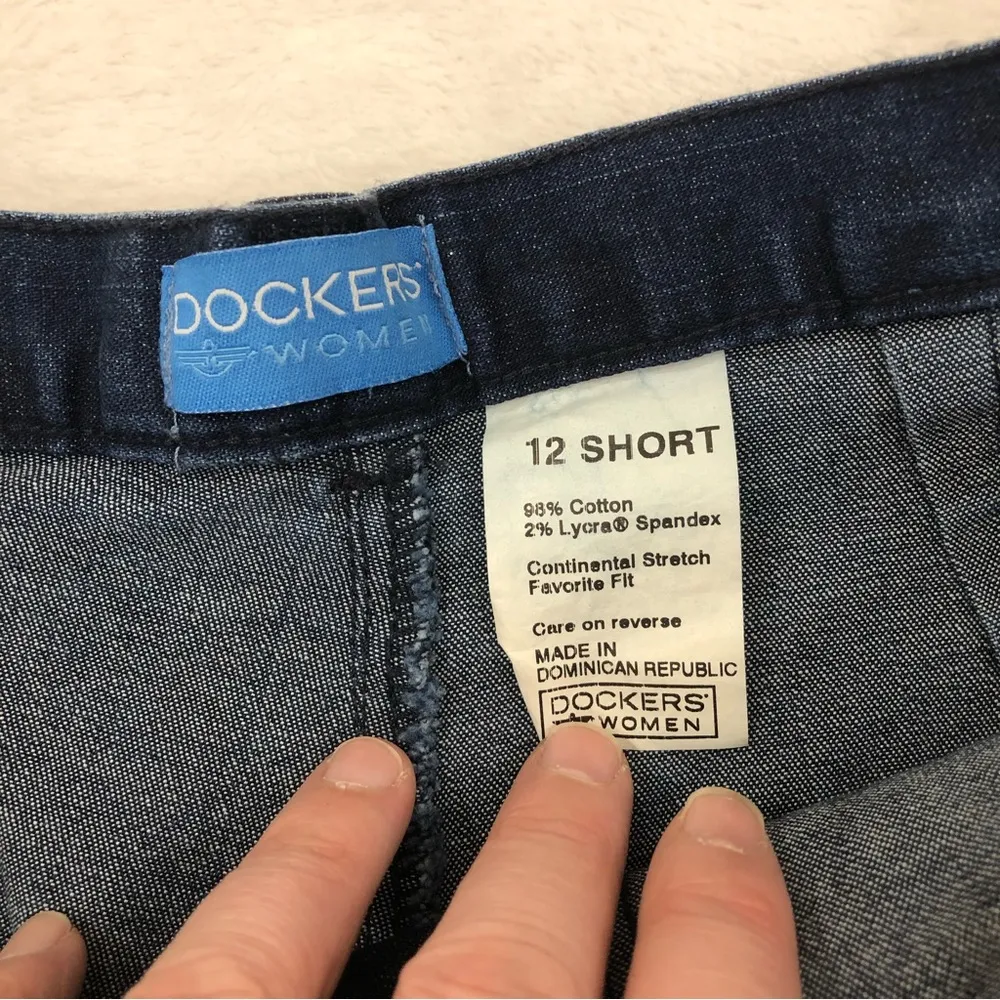 DOCKERS®
WOMEN
12 SHORT
98% Cotton
2% Lycra® Spandex
Continental Stretch
Favorite Fit
Care on reverse
MADE IN
DOMINICAN REPUBLIC
DOCKERS®
WOMEN